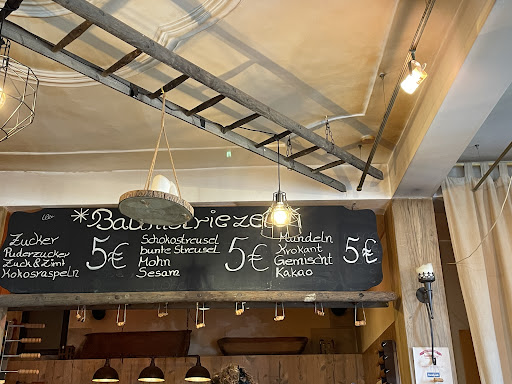 *Baumstriezel*
Zucker
Puderzucker
Zuck & Zimt
Kokosraspeln
5€
Schokostreusel
bunte Streusel
Mohn
Sesam
5€
Mandeln
Krokant
Gemischt
Kakao
5€